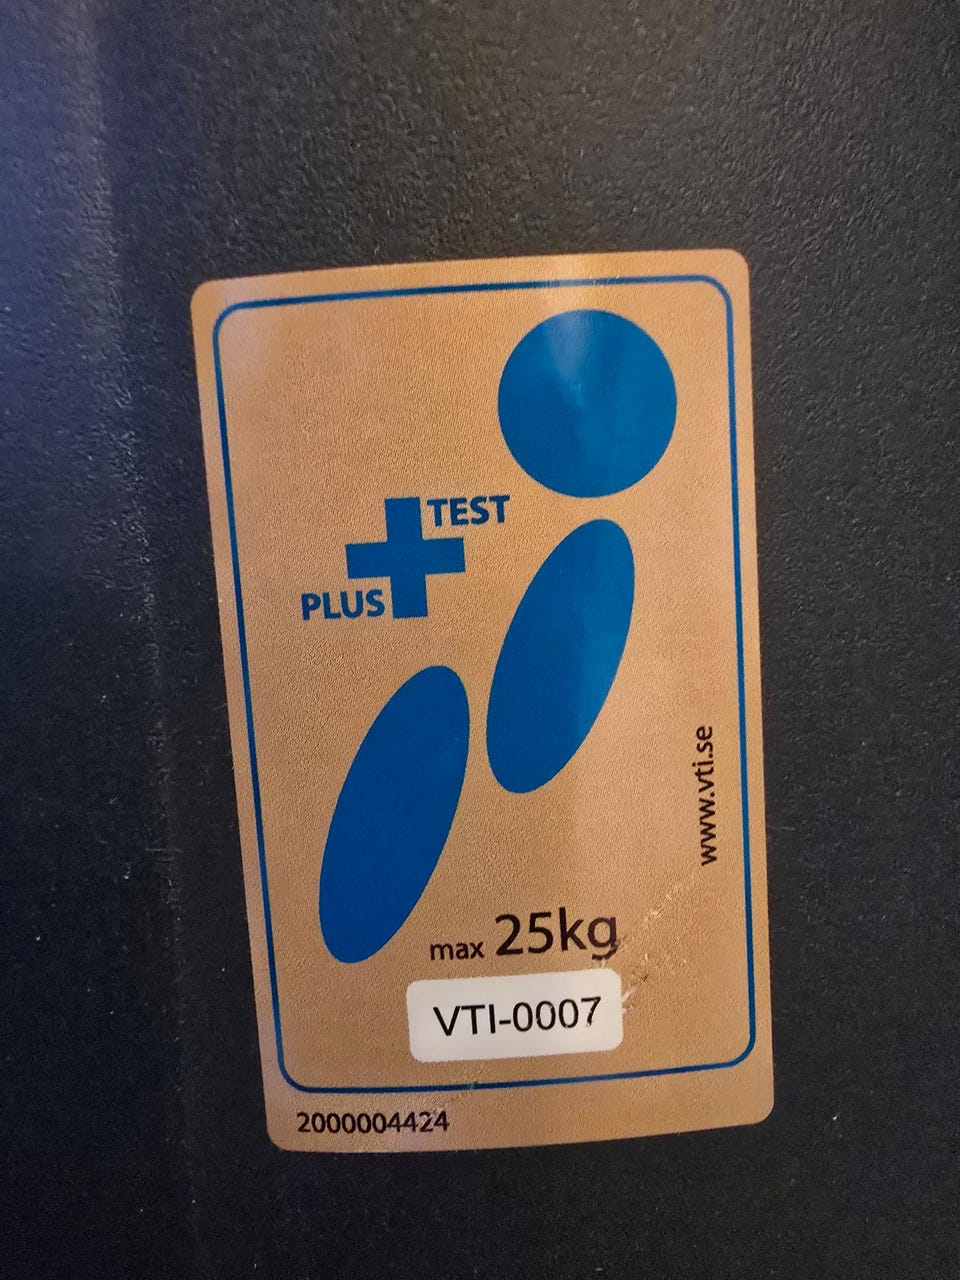 TEST
PLUS
www.vti.se
max 25kg
VTI-0007
2000004424